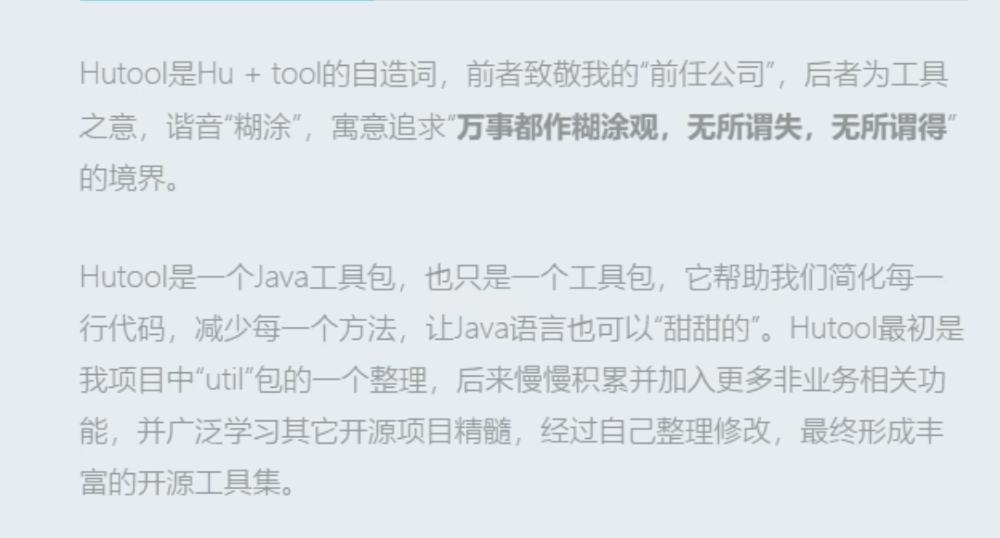 Hutool是Hu + tool的自造词，前者致敬我的“前任公司”，后者为工具
之意，谐音“糊涂”，寓意追求“万事都作糊涂观，无所谓失，无所谓得”
的境界。
Hutool是一个Java工具包，也只是一个工具包，它帮助我们简化每一
行代码，减少每一个方法，让Java语言也可以“甜甜的”。Hutool最初是
我项目中“util”包的一个整理，后来慢慢积累并加入更多非业务相关功
能，并广泛学习其它开源项目精髓，经过自己整理修改，最终形成丰
富的开源工具集。